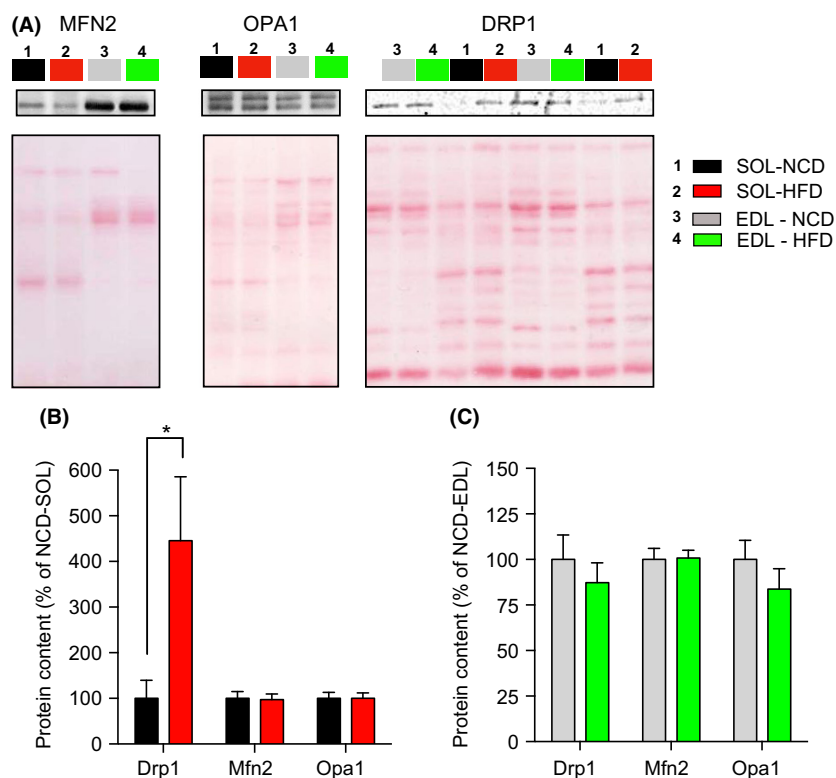 (A) MFN2 OPA1 DRP1
1 2 3 4 1 2 3 4 3 4 1 2 3 4 1 2
1 SOL-NCD
2 SOL-HFD
3 EDL - NCD
4 EDL - HFD
(B)
Protein content (% of NCD-SOL)
600
500
400
300
200
100
0
*
Drp1 Mfn2 Opa1
(C)
Protein content (% of NCD-EDL)
150
125
100
75
50
25
0
Drp1 Mfn2 Opa1